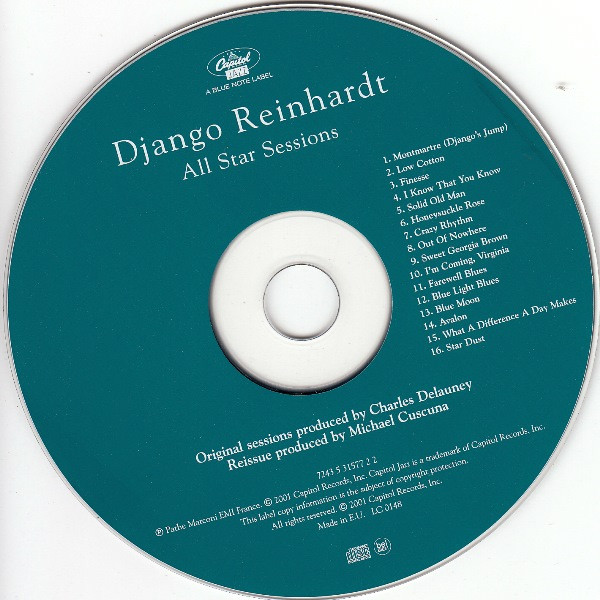 Capitol
JAZZ
A BLUE NOTE LABEL
Django Reinhardt
All Star Sessions
1. Montmartre (Django's Jump)
2. Low Cotton
3. Finesse
4. I Know That You Know
5. Solid Old Man
6. Honeysuckle Rose
7. Crazy Rhythm
8. Out Of Nowhere
9. Sweet Georgia Brown
10. I'm Coming, Virginia
11. Farewell Blues
12. Blue Light Blues
13. Blue Moon
14. Avalon
15. What A Difference A Day Makes
16. Star Dust
Original sessions produced by Charles Delauney
Reissue produced by Michael Cuscuna
7243 5 31577 2 2
℗ Pathe Marconi EMI France. © 2001 Capitol Records, Inc. Capitol Jazz is a trademark of Capitol Records, Inc.
This label copy information is the subject of copyright protection.
All rights reserved. © 2001 Capitol Records, Inc.
Made in E.U. LC 0148